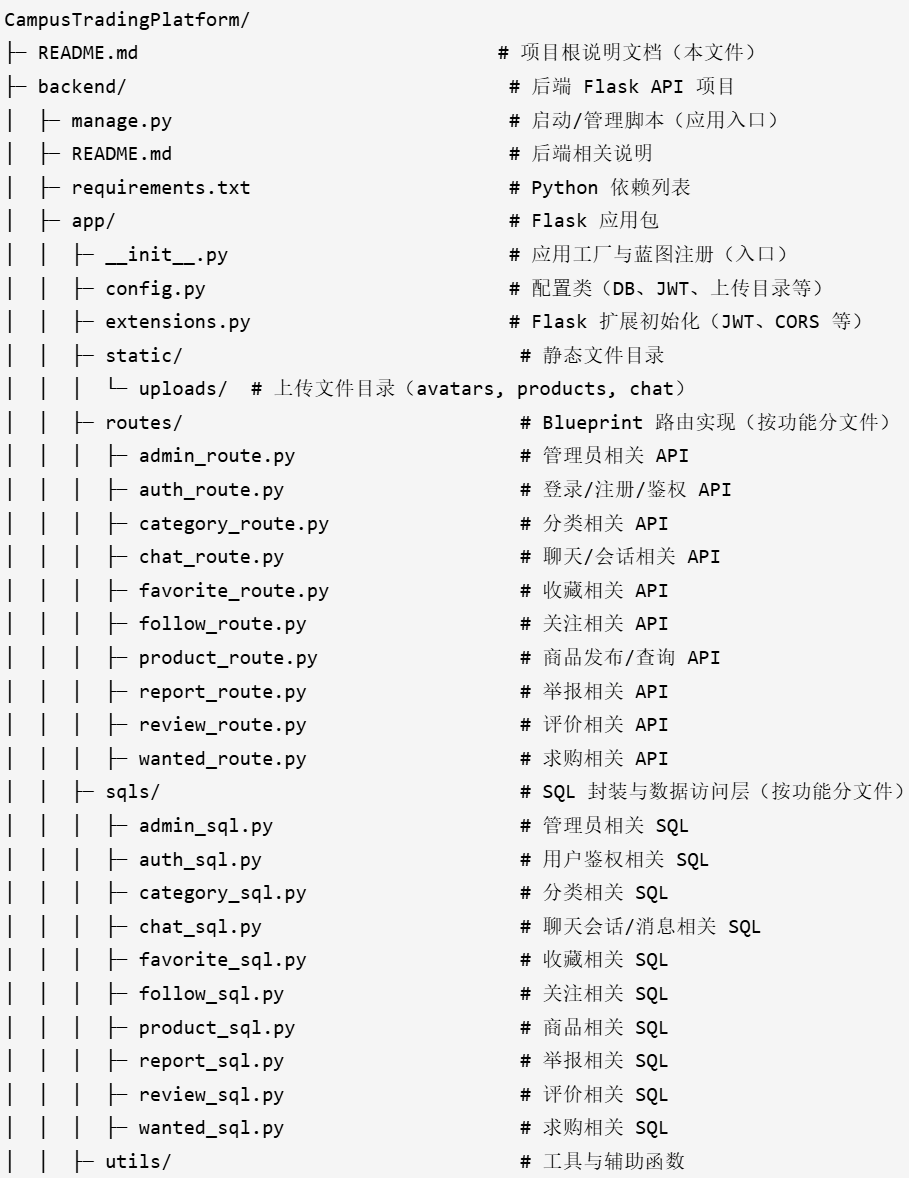 CampusTradingPlatform/
├─ README.md                                # 项目根说明文档（本文件）
├─ backend/                                  # 后端 Flask API 项目
│  ├─ manage.py                              # 启动/管理脚本（应用入口）
│  ├─ README.md                              # 后端相关说明
│  ├─ requirements.txt                       # Python 依赖列表
│  ├─ app/                                   # Flask 应用包
│  │  ├─ __init__.py                         # 应用工厂与蓝图注册（入口）
│  │  ├─ config.py                           # 配置类（DB、JWT、上传目录等）
│  │  ├─ extensions.py                       # Flask 扩展初始化（JWT、CORS 等）
│  │  ├─ static/                              # 静态文件目录
│  │  │  └─ uploads/  # 上传文件目录（avatars, products, chat）
│  │  ├─ routes/                              # Blueprint 路由实现（按功能分文件）
│  │  │  ├─ admin_route.py                    # 管理员相关 API
│  │  │  ├─ auth_route.py                     # 登录/注册/鉴权 API
│  │  │  ├─ category_route.py                 # 分类相关 API
│  │  │  ├─ chat_route.py                     # 聊天/会话相关 API
│  │  │  ├─ favorite_route.py                 # 收藏相关 API
│  │  │  ├─ follow_route.py                   # 关注相关 API
│  │  │  ├─ product_route.py                  # 商品发布/查询 API
│  │  │  ├─ report_route.py                   # 举报相关 API
│  │  │  ├─ review_route.py                   # 评价相关 API
│  │  │  ├─ wanted_route.py                   # 求购相关 API
│  │  ├─ sqls/                                # SQL 封装与数据访问层（按功能分文件）
│  │  │  ├─ admin_sql.py                      # 管理员相关 SQL
│  │  │  ├─ auth_sql.py                       # 用户鉴权相关 SQL
│  │  │  ├─ category_sql.py                   # 分类相关 SQL
│  │  │  ├─ chat_sql.py                       # 聊天会话/消息相关 SQL
│  │  │  ├─ favorite_sql.py                   # 收藏相关 SQL
│  │  │  ├─ follow_sql.py                     # 关注相关 SQL
│  │  │  ├─ product_sql.py                    # 商品相关 SQL
│  │  │  ├─ report_sql.py                     # 举报相关 SQL
│  │  │  ├─ review_sql.py                     # 评价相关 SQL
│  │  │  ├─ wanted_sql.py                     # 求购相关 SQL
│  │  ├─ utils/                               # 工具与辅助函数